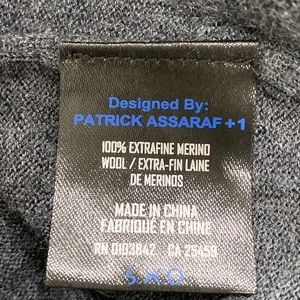 Designed By:
PATRICK ASSARAF +1
100% EXTRAFINE MERINO
WOOL / EXTRA-FIN LAINE
DE MERINOS
MADE IN CHINA
FABRIQUÉ EN CHINE
RN 0103842 CA 25459